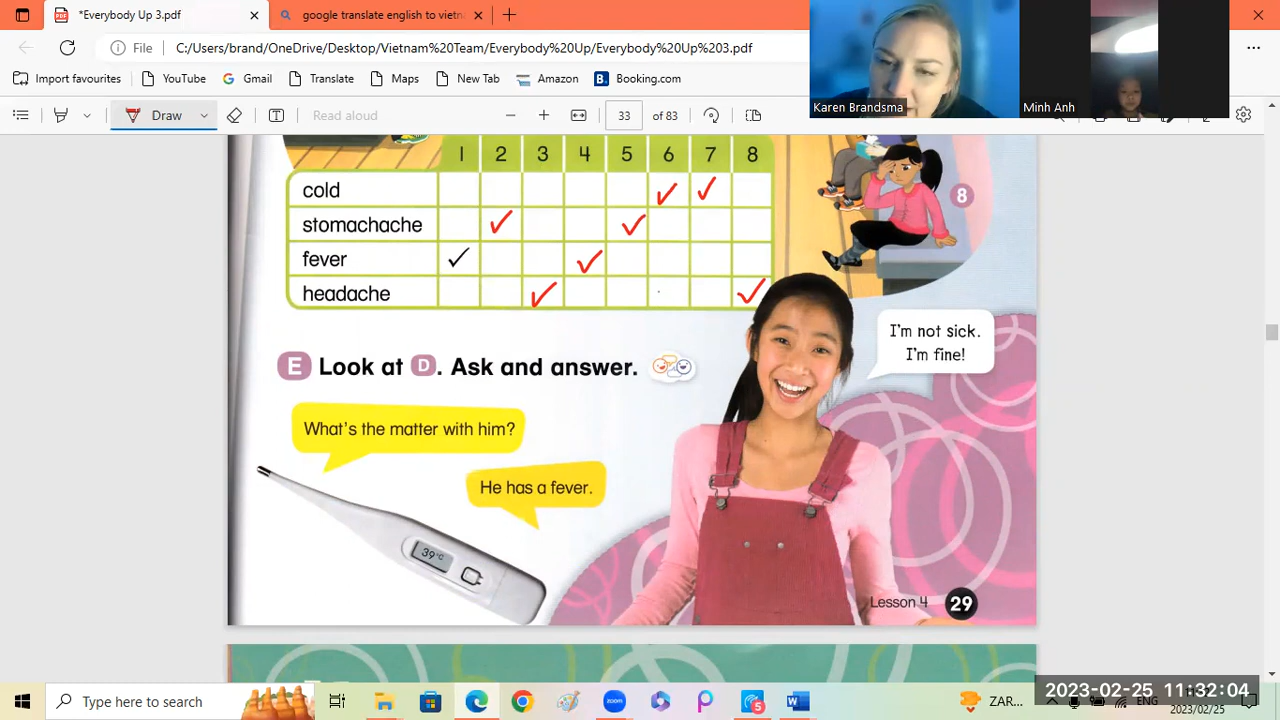 *Everybody Up 3.pdf
google translate english to vietn
File
C:/Users/brand/OneDrive/Desktop/Vietnam%20Team/Everybody%20Up/Everybody%20Up%203.pdf
Import favourites
YouTube
Gmail
Translate
Maps
New Tab
Amazon
Booking.com
Karen Brandsma
Minh Anh
Draw
Read aloud
33
of 83
1 2 3 4 5 6 7 8
cold
stomachache
fever
headache
8
I'm not sick.
I'm fine!
E Look at D. Ask and answer.
What's the matter with him?
He has a fever.
39°C
Lesson 4 29
Type here to search
ZAR...
ENG
2023-02-25 11:32:04
2023/02/25